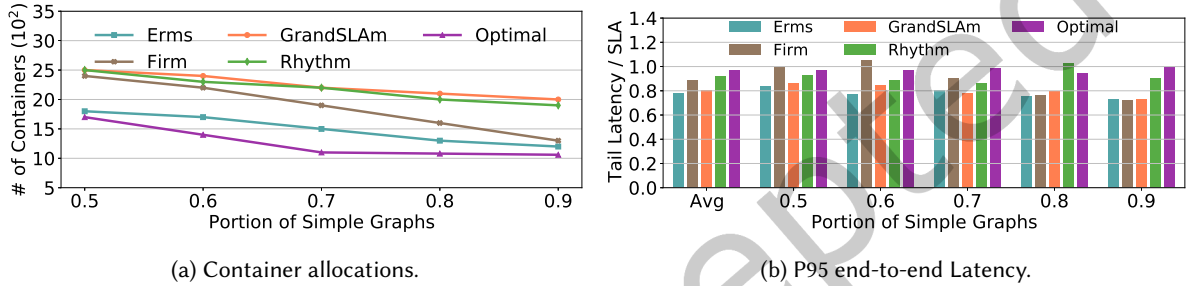 35
30
25
20
15
10
5
# of Containers (10²)
Erms
GrandSLAm
Optimal
Firm
Rhythm
0.5 0.6 0.7 0.8 0.9
Portion of Simple Graphs
(a) Container allocations.
1.4
1.2
1.0
0.8
0.6
0.4
0.2
0.0
Tail Latency / SLA
Erms
GrandSLAm
Optimal
Firm
Rhythm
Avg 0.5 0.6 0.7 0.8 0.9
Portion of Simple Graphs
(b) P95 end-to-end Latency.
epted